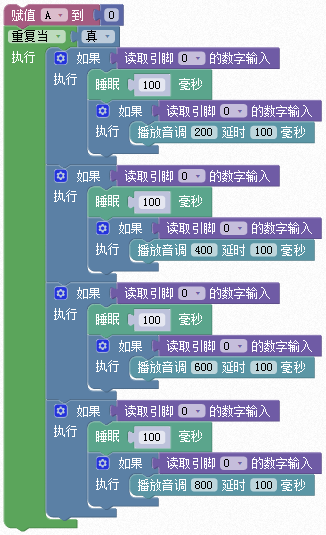 赋值 A 到 0
重复当 真
执行 如果 读取引脚 0 的数字输入
执行 睡眠 100 毫秒
如果 读取引脚 0 的数字输入
执行 播放音调 200 延时 100 毫秒
如果 读取引脚 0 的数字输入
执行 睡眠 100 毫秒
如果 读取引脚 0 的数字输入
执行 播放音调 400 延时 100 毫秒
如果 读取引脚 0 的数字输入
执行 睡眠 100 毫秒
如果 读取引脚 0 的数字输入
执行 播放音调 600 延时 100 毫秒
如果 读取引脚 0 的数字输入
执行 睡眠 100 毫秒
如果 读取引脚 0 的数字输入
执行 播放音调 800 延时 100 毫秒